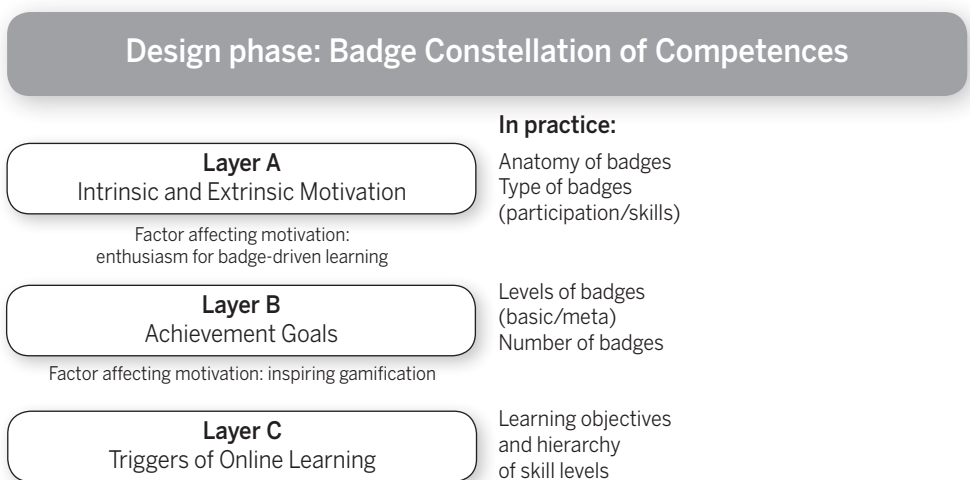 Design phase: Badge Constellation of Competences
In practice:
Layer A
Intrinsic and Extrinsic Motivation
Anatomy of badges
Type of badges
(participation/skills)
Factor affecting motivation:
enthusiasm for badge-driven learning
Layer B
Achievement Goals
Levels of badges
(basic/meta)
Number of badges
Factor affecting motivation: inspiring gamification
Layer C
Triggers of Online Learning
Learning objectives
and hierarchy
of skill levels